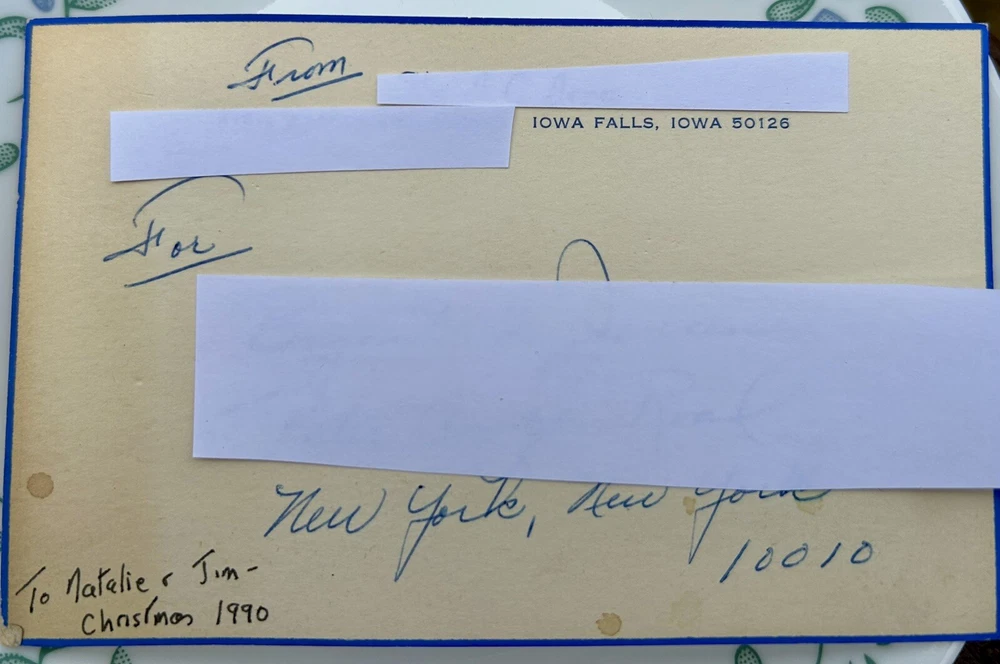 From
IOWA FALLS, IOWA 50126
For
New York, New York
10010
To Natalie & Jim-
Christmas 1990